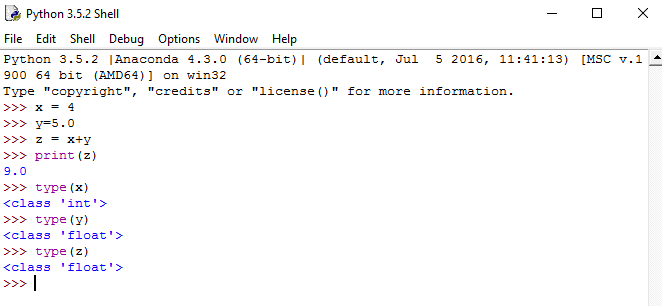 Python 3.5.2 Shell
File Edit Shell Debug Options Window Help
Python 3.5.2 |Anaconda 4.3.0 (64-bit)| (default, Jul  5 2016, 11:41:13) [MSC v.1
900 64 bit (AMD64)] on win32
Type "copyright", "credits" or "license()" for more information.
>>> x = 4
>>> y=5.0
>>> z = x+y
>>> print(z)
9.0
>>> type(x)
<class 'int'>
>>> type(y)
<class 'float'>
>>> type(z)
<class 'float'>
>>>